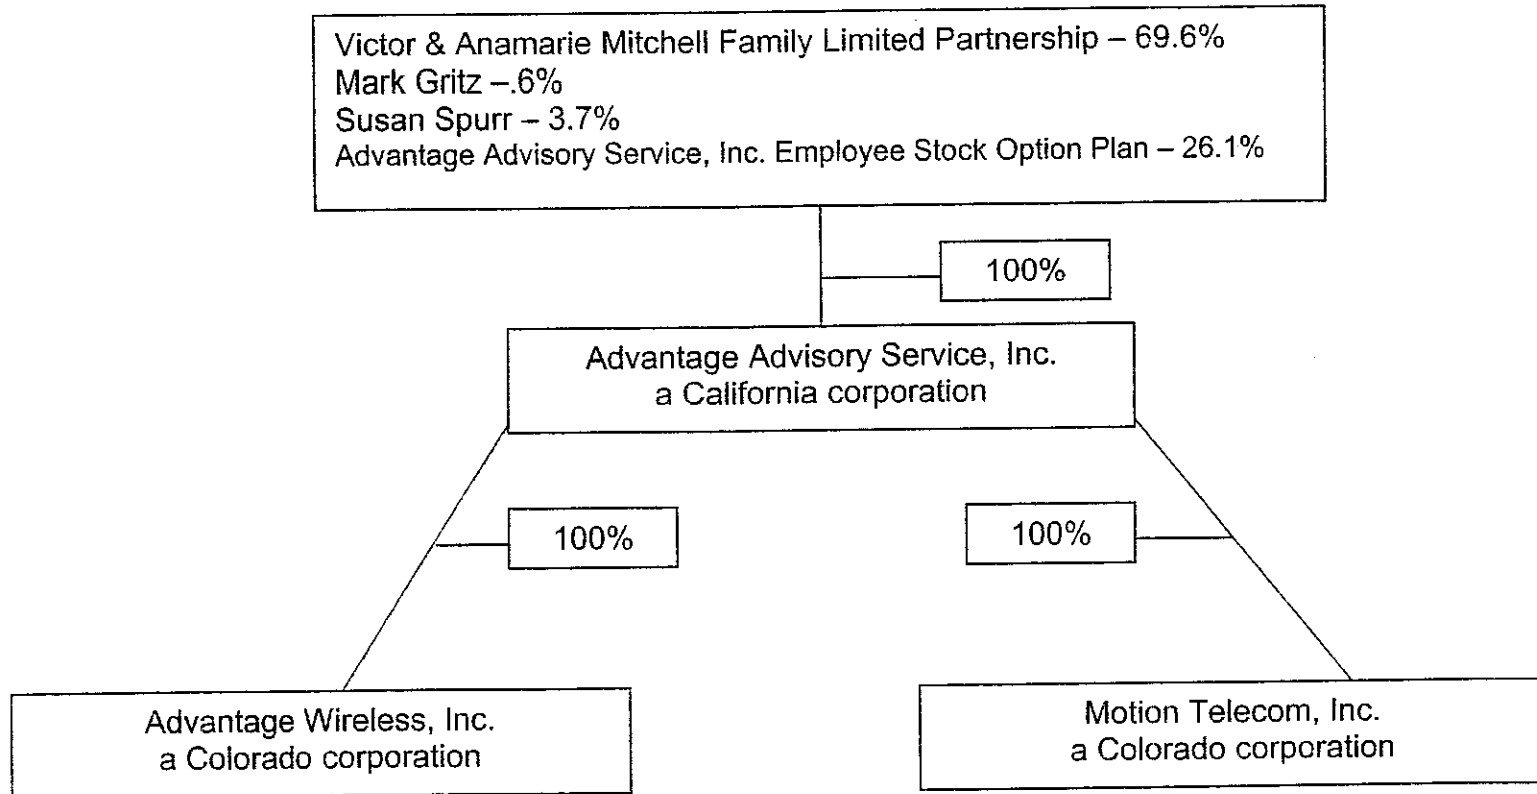 Victor & Anamarie Mitchell Family Limited Partnership – 69.6%
Mark Gritz –.6%
Susan Spurr – 3.7%
Advantage Advisory Service, Inc. Employee Stock Option Plan – 26.1%
100%
Advantage Advisory Service, Inc.
a California corporation
100%
100%
Advantage Wireless, Inc.
a Colorado corporation
Motion Telecom, Inc.
a Colorado corporation